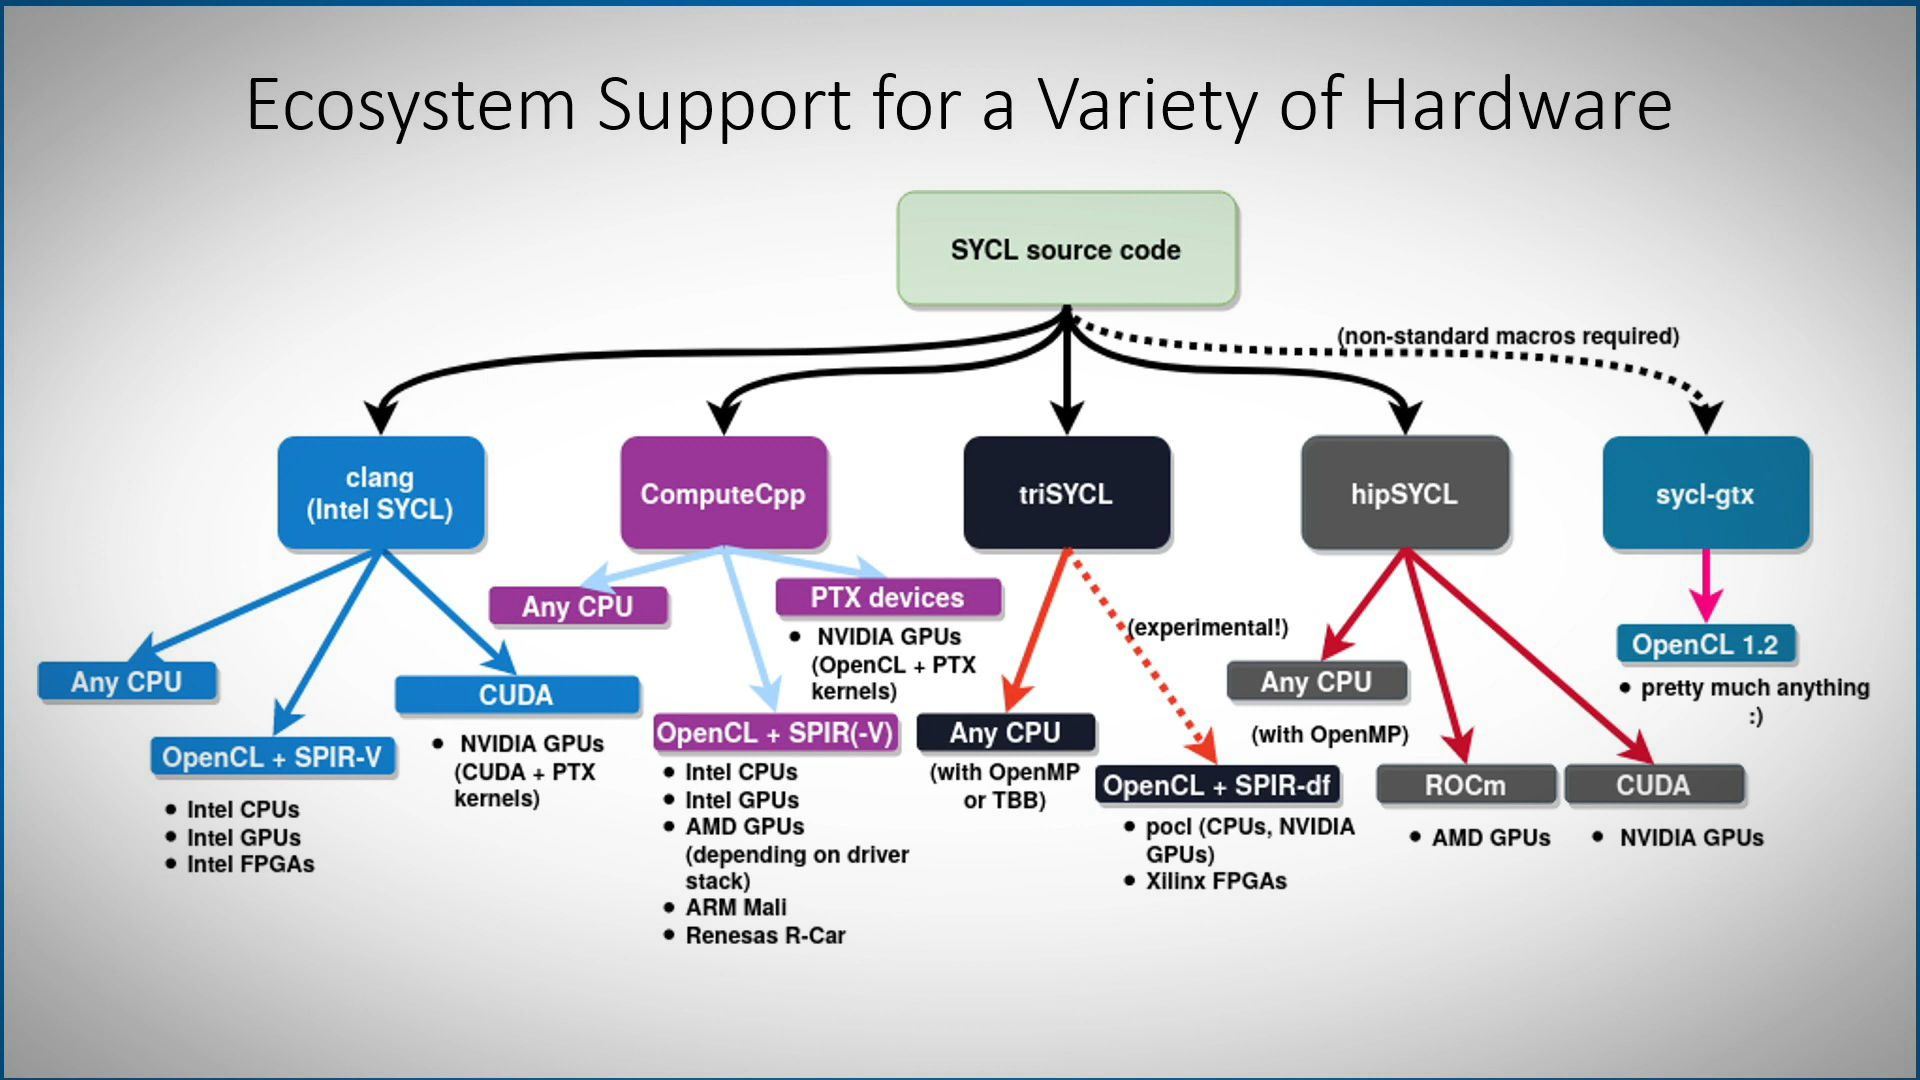 Ecosystem Support for a Variety of Hardware
SYCL source code
(non-standard macros required)
clang
(Intel SYCL)
ComputeCpp
triSYCL
hipSYCL
sycl-gtx
Any CPU
OpenCL + SPIR-V
• Intel CPUs
• Intel GPUs
• Intel FPGAs
CUDA
• NVIDIA GPUs
(CUDA + PTX
kernels)
Any CPU
PTX devices
• NVIDIA GPUs
(OpenCL + PTX
kernels)
OpenCL + SPIR(-V)
• Intel CPUs
• Intel GPUs
• AMD GPUs
(depending on driver
stack)
• ARM Mali
• Renesas R-Car
Any CPU
(with OpenMP
or TBB)
(experimental!)
OpenCL + SPIR-df
• pocl (CPUs, NVIDIA
GPUs)
• Xilinx FPGAs
Any CPU
(with OpenMP)
ROCm
• AMD GPUs
CUDA
• NVIDIA GPUs
OpenCL 1.2
• pretty much anything
:)